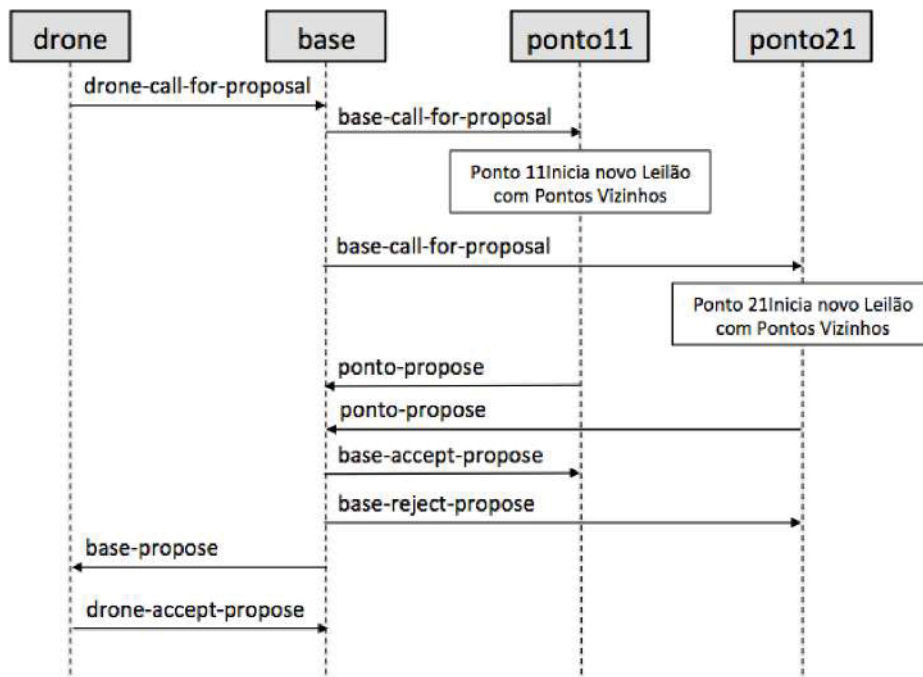 drone
base
ponto11
ponto21
drone-call-for-proposal
base-call-for-proposal
Ponto 11Inicia novo Leilão
com Pontos Vizinhos
base-call-for-proposal
Ponto 21Inicia novo Leilão
com Pontos Vizinhos
ponto-propose
ponto-propose
base-accept-propose
base-reject-propose
base-propose
drone-accept-propose